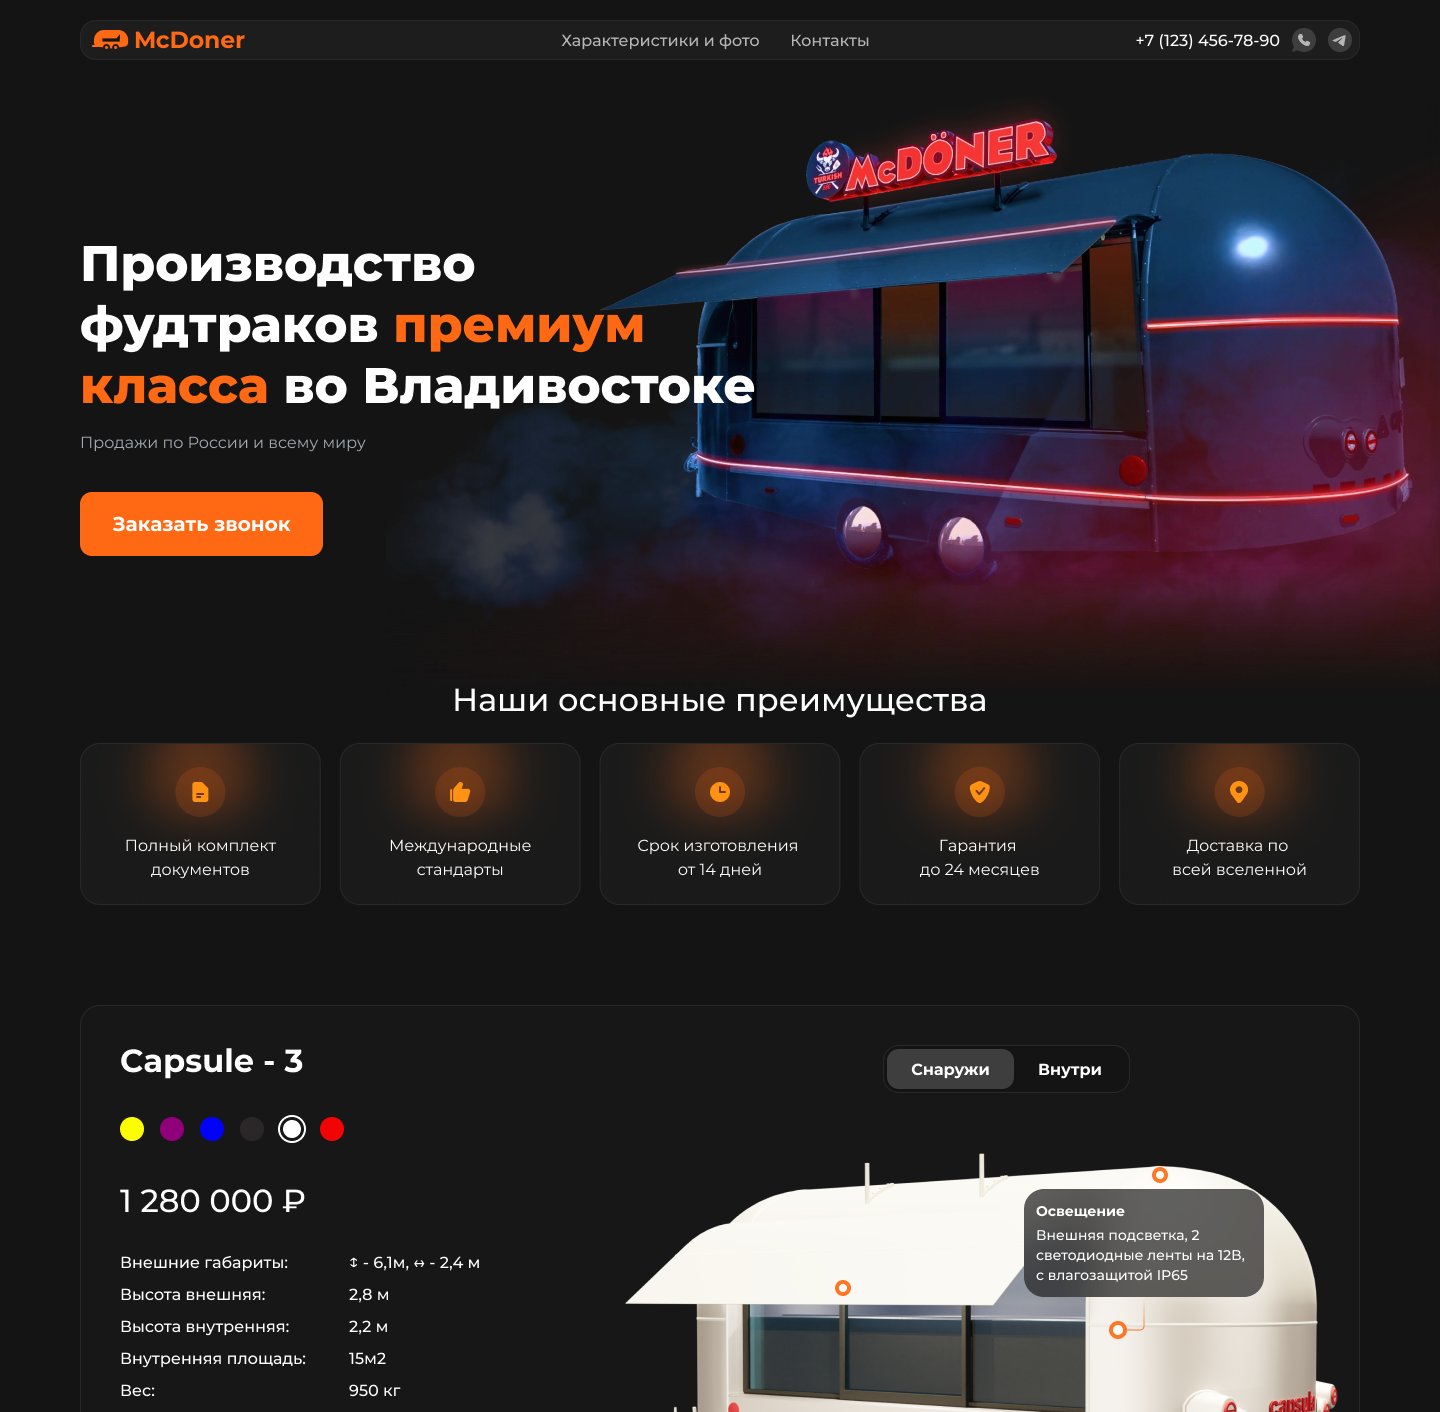 McDoner
Характеристики и фото
Контакты
+7 (123) 456-78-90
TURKISH
McDÖNER
Производство
фудтраков премиум
класса во Владивостоке
Продажи по России и всему миру
Заказать звонок
Наши основные преимущества
Полный комплект
документов
Международные
стандарты
Срок изготовления
от 14 дней
Гарантия
до 24 месяцев
Доставка по
всей вселенной
Capsule - 3
Снаружи
Внутри
1 280 000 ₽
Освещение
Внешняя подсветка, 2
светодиодные ленты на 12В,
с влагозащитой IP65
Внешние габариты: ↕ - 6,1м, ↔ - 2,4 м
Высота внешняя: 2,8 м
Высота внутренняя: 2,2 м
Внутренняя площадь: 15м2
Вес: 950 кг
capsule